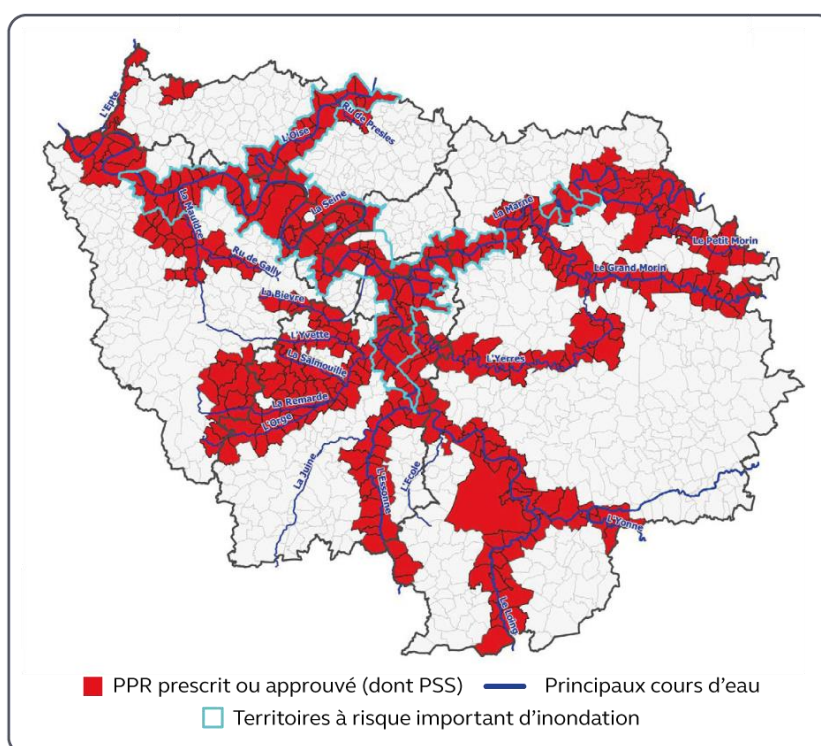 L'Epte
L'Oise
Ru de Presles
La Seine
La Mauldre
Ru de Gally
La Marne
Le Petit Morin
Le Grand Morin
La Bièvre
L'Yvette
La Salmouille
L'Yerres
La Rémarde
L'Orge
La Juine
L'Essonne
L'Ecole
L'Yonne
Le Loing
PPR prescrit ou approuvé (dont PSS)
Principaux cours d'eau
Territoires à risque important d'inondation